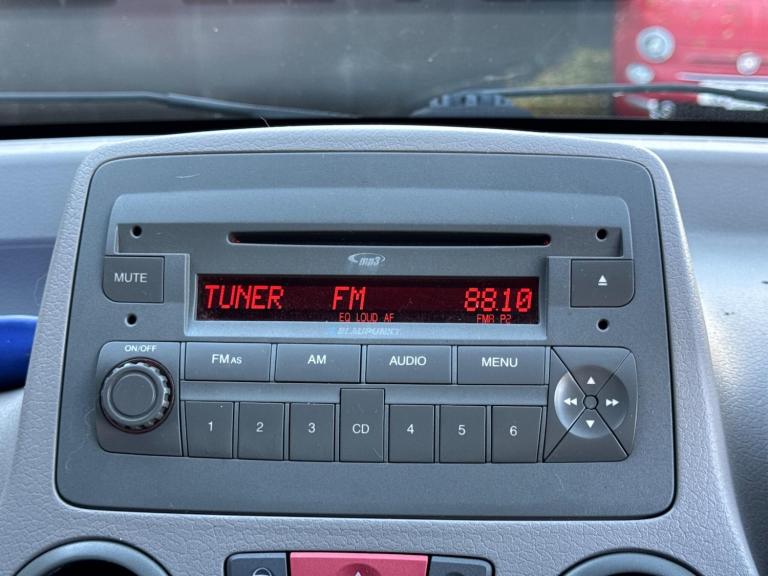 mp3
MUTE
TUNER FM 88.10
EQ LOUD AF FMA P2
BLAUPUNKT
ON/OFF
FM AS AM AUDIO MENU
1 2 3 CD 4 5 6